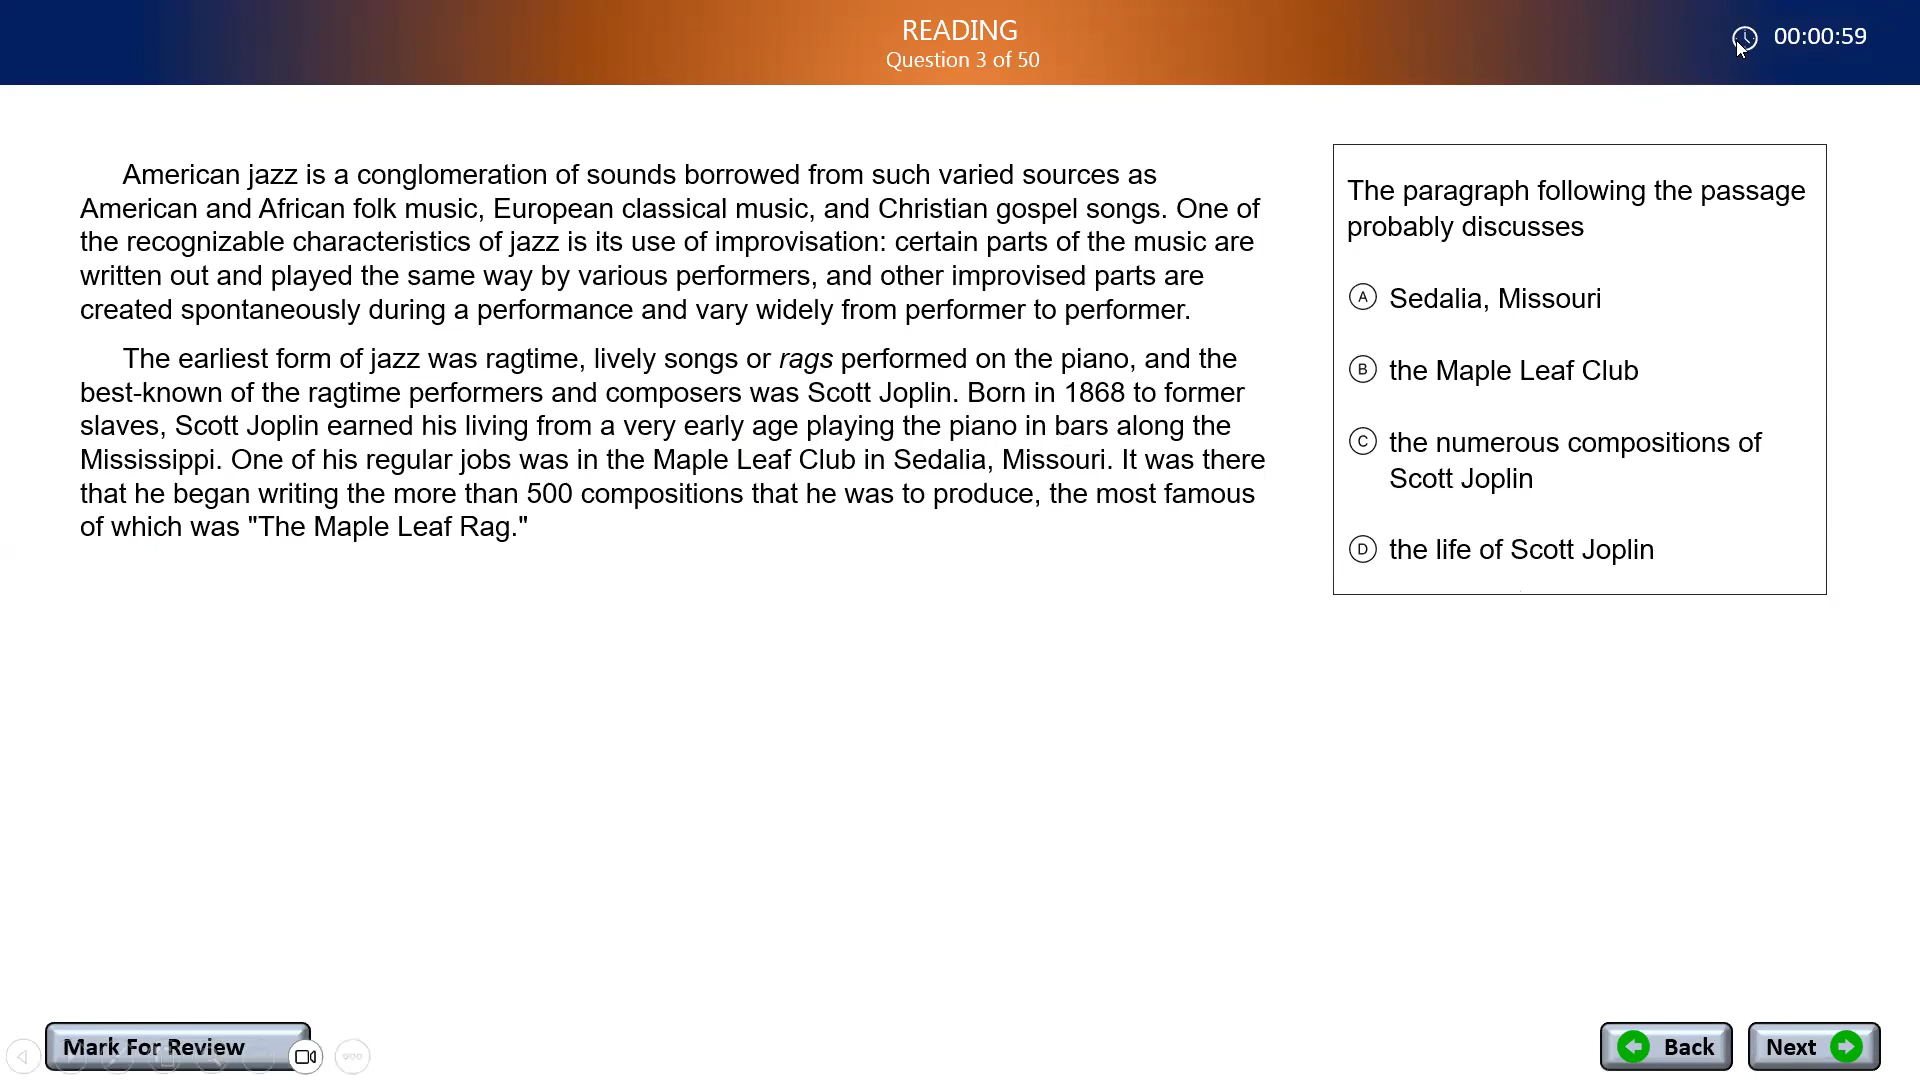 READING
Question 3 of 50
00:00:59
American jazz is a conglomeration of sounds borrowed from such varied sources as
American and African folk music, European classical music, and Christian gospel songs. One of
the recognizable characteristics of jazz is its use of improvisation: certain parts of the music are
written out and played the same way by various performers, and other improvised parts are
created spontaneously during a performance and vary widely from performer to performer.
The earliest form of jazz was ragtime, lively songs or rags performed on the piano, and the
best-known of the ragtime performers and composers was Scott Joplin. Born in 1868 to former
slaves, Scott Joplin earned his living from a very early age playing the piano in bars along the
Mississippi. One of his regular jobs was in the Maple Leaf Club in Sedalia, Missouri. It was there
that he began writing the more than 500 compositions that he was to produce, the most famous
of which was "The Maple Leaf Rag."
The paragraph following the passage
probably discusses
A Sedalia, Missouri
B the Maple Leaf Club
C the numerous compositions of
Scott Joplin
D the life of Scott Joplin
Mark For Review
Back
Next